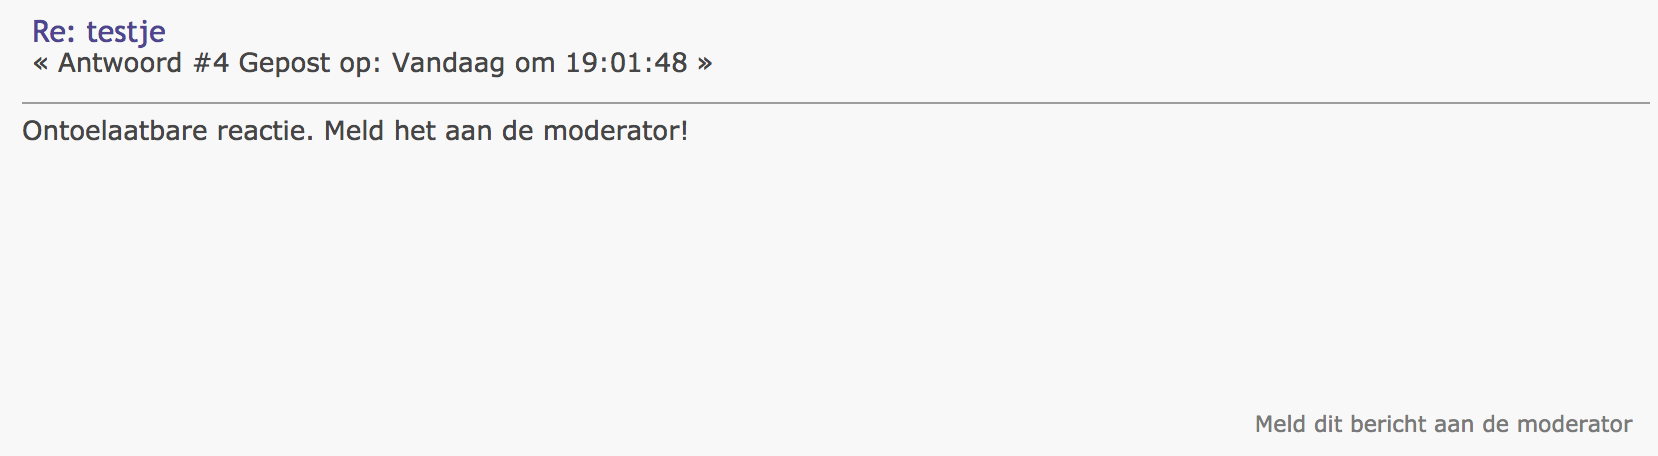 Re: testje
« Antwoord #4 Gepost op: Vandaag om 19:01:48 »
Ontoelaatbare reactie. Meld het aan de moderator!
Meld dit bericht aan de moderator